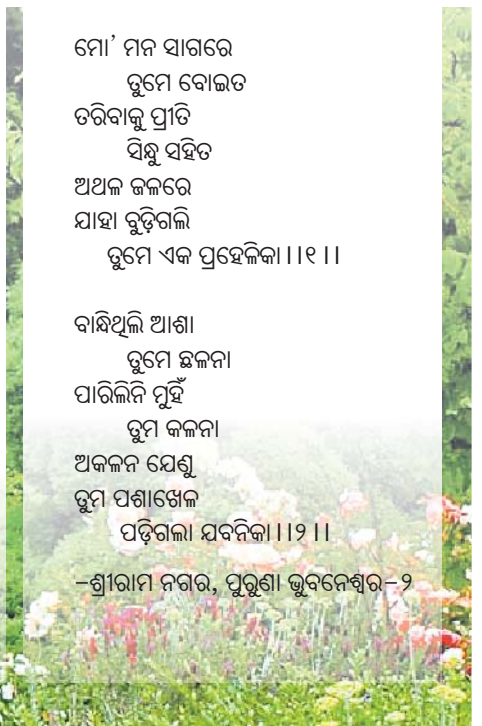 ମୋ’ ମନ ସାଗରେ
ତୁମେ ବୋଇତ
ତରିବାକୁ ପ୍ରୀତି
ସିନ୍ଧୁ ସହିତ
ଅଥଳ ଜଳରେ
ଯାହା ବୁଡ଼ିଗଲି
ତୁମେ ଏକ ପ୍ରହେଳିକା।।୧।।
ବାନ୍ଧିଥିଲି ଆଶା
ତୁମେ ଛଳନା
ପାରିଲିନି ମୁହିଁ
ତୁମ କଳନା
ଅକଳନ ଯେଣୁ
ତୁମ ପଶାଖେଳ
ପଡ଼ିଗଲା ଯବନିକା।।୨।।
–ଶ୍ରୀରାମ ନଗର, ପୁରୁଣା ଭୁବନେଶ୍ୱର–୨